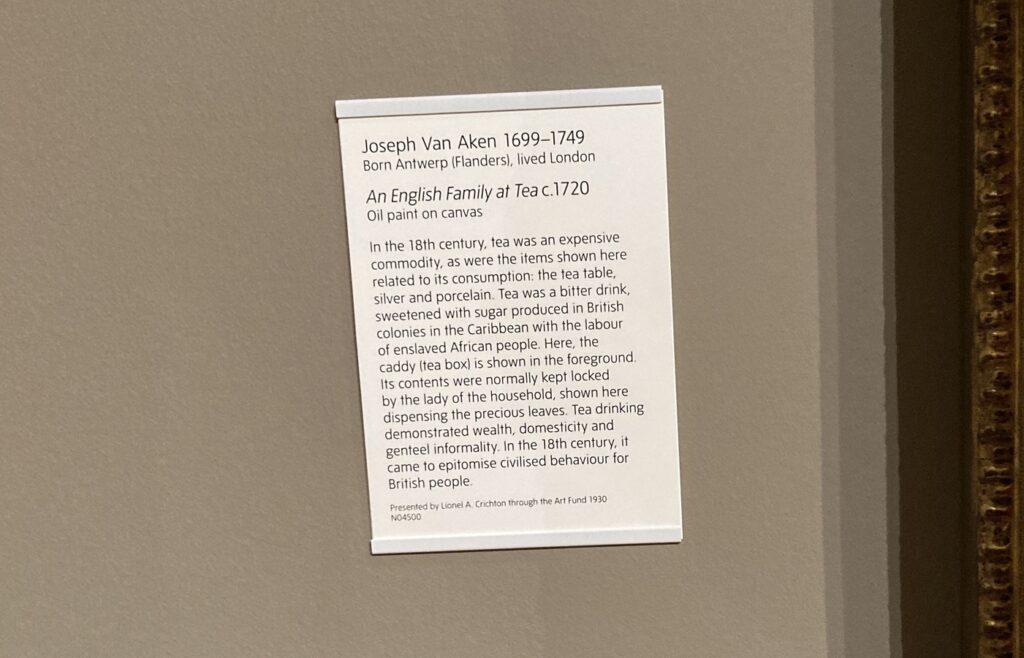 Joseph Van Aken 1699–1749
Born Antwerp (Flanders), lived London
An English Family at Tea c.1720
Oil paint on canvas
In the 18th century, tea was an expensive
commodity, as were the items shown here
related to its consumption: the tea table,
silver and porcelain. Tea was a bitter drink,
sweetened with sugar produced in British
colonies in the Caribbean with the labour
of enslaved African people. Here, the
caddy (tea box) is shown in the foreground.
Its contents were normally kept locked
by the lady of the household, shown here
dispensing the precious leaves. Tea drinking
demonstrated wealth, domesticity and
genteel informality. In the 18th century, it
came to epitomise civilised behaviour for
British people.
Presented by Lionel A. Crichton through the Art Fund 1930
N04500